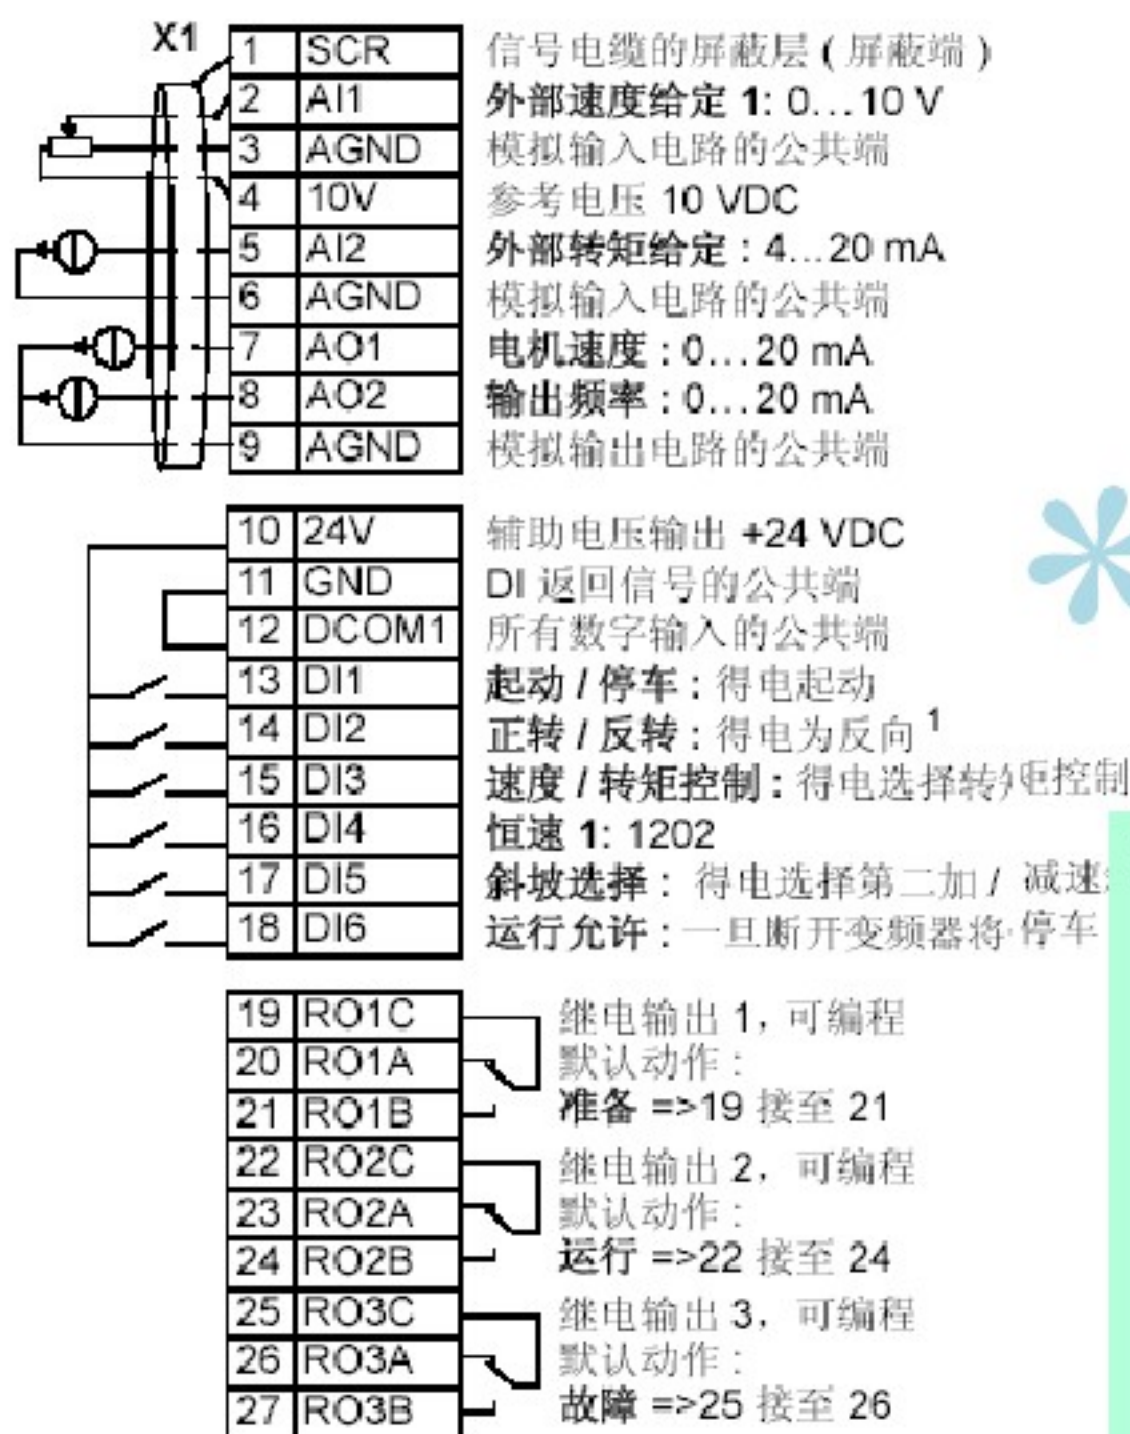 X1
1 SCR 信号电缆的屏蔽层 ( 屏蔽端 )
2 AI1 外部速度给定 1: 0...10 V
3 AGND 模拟输入电路的公共端
4 10V 参考电压 10 VDC
5 AI2 外部转矩给定 : 4...20 mA
6 AGND 模拟输入电路的公共端
7 AO1 电机速度 : 0...20 mA
8 AO2 输出频率 : 0...20 mA
9 AGND 模拟输出电路的公共端
10 24V 辅助电压输出 +24 VDC
11 GND DI 返回信号的公共端
12 DCOM1 所有数字输入的公共端
13 DI1 起动 / 停车 : 得电起动
14 DI2 正转 / 反转 : 得电为反向 1
15 DI3 速度 / 转矩控制 : 得电选择转矩控制
16 DI4 恒速 1: 1202
17 DI5 斜坡选择 : 得电选择第二加 / 减速
18 DI6 运行允许 : 一旦断开变频器将停车
19 RO1C 继电输出 1, 可编程
20 RO1A 默认动作 :
21 RO1B 准备 =>19 接至 21
22 RO2C 继电输出 2, 可编程
23 RO2A 默认动作 :
24 RO2B 运行 =>22 接至 24
25 RO3C 继电输出 3, 可编程
26 RO3A 默认动作 :
27 RO3B 故障 =>25 接至 26